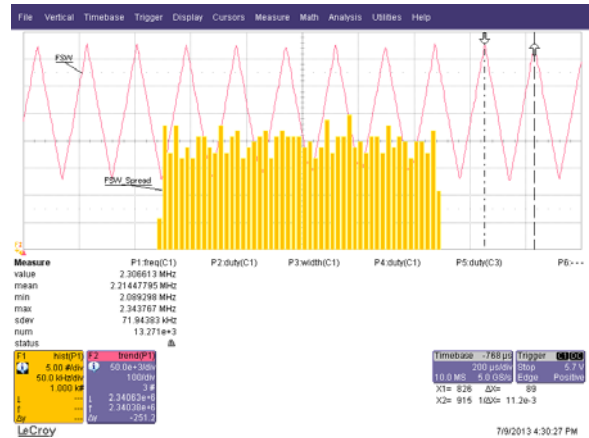 File Vertical Timebase Trigger Display Cursors Measure Math Analysis Utilities Help
FSW
FSW_Spread
Measure P1:freq(C1) P2:duty(C1) P3:width(C1) P4:duty(C1) P5:duty(C3) P6:- - -
value 2.306613 MHz
mean 2.21447795 MHz
min 2.089298 MHz
max 2.343767 MHz
sdev 71.94383 kHz
num 13.271e+3
status
F1 hist(P1) F2 trend(P1)
5.00 #/div 50.0e+3/div
50.0 kHz/div 100/div
1.000 k# 3 #
2.34063e+6
2.34038e+6
Δy -251.2
Timebase -768 µs Trigger C1 DC
200 µs/div Stop 5.7 V
10.0 MS 5.0 GS/s Edge Positive
X1= 826 ΔX= 89
X2= 915 1/ΔX= 11.2e-3
LeCroy 7/9/2013 4:30:27 PM